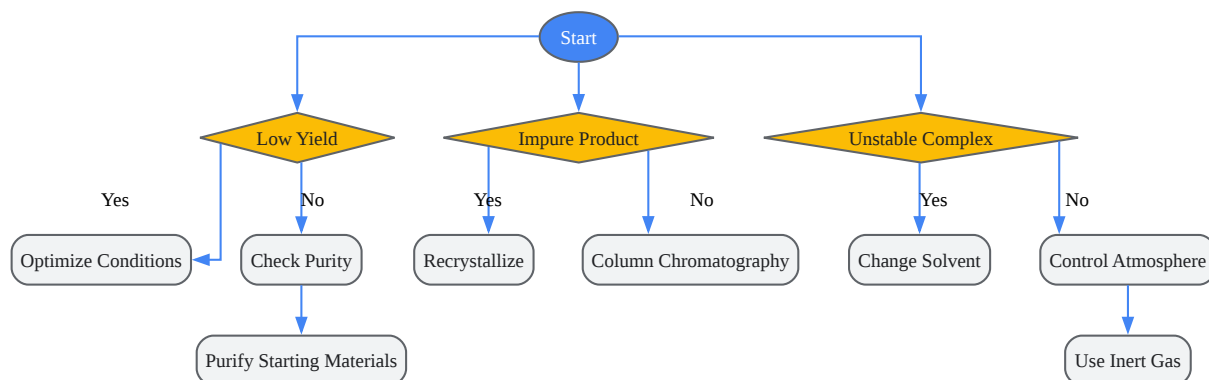 Start
Low Yield
Impure Product
Unstable Complex
Yes
No
Yes
No
Yes
No
Optimize Conditions
Check Purity
Recrystallize
Column Chromatography
Change Solvent
Control Atmosphere
Purify Starting Materials
Use Inert Gas